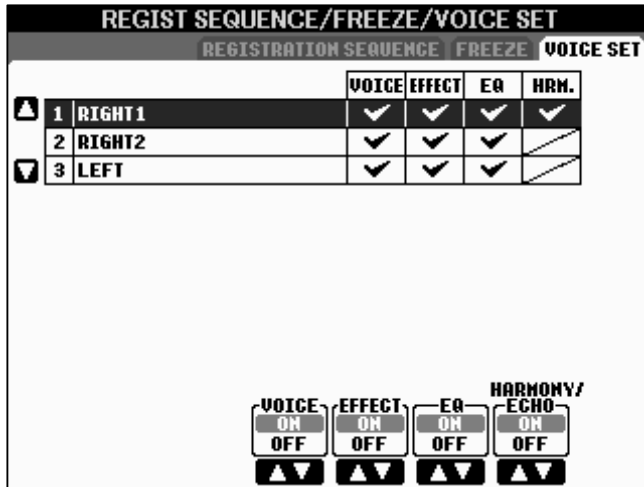 REGIST SEQUENCE/FREEZE/VOICE SET
REGISTRATION SEQUENCE FREEZE VOICE SET
VOICE EFFECT EQ HRM.
1 RIGHT1
2 RIGHT2
3 LEFT
HARMONY/
VOICE EFFECT EQ ECHO
ON ON ON ON
OFF OFF OFF OFF